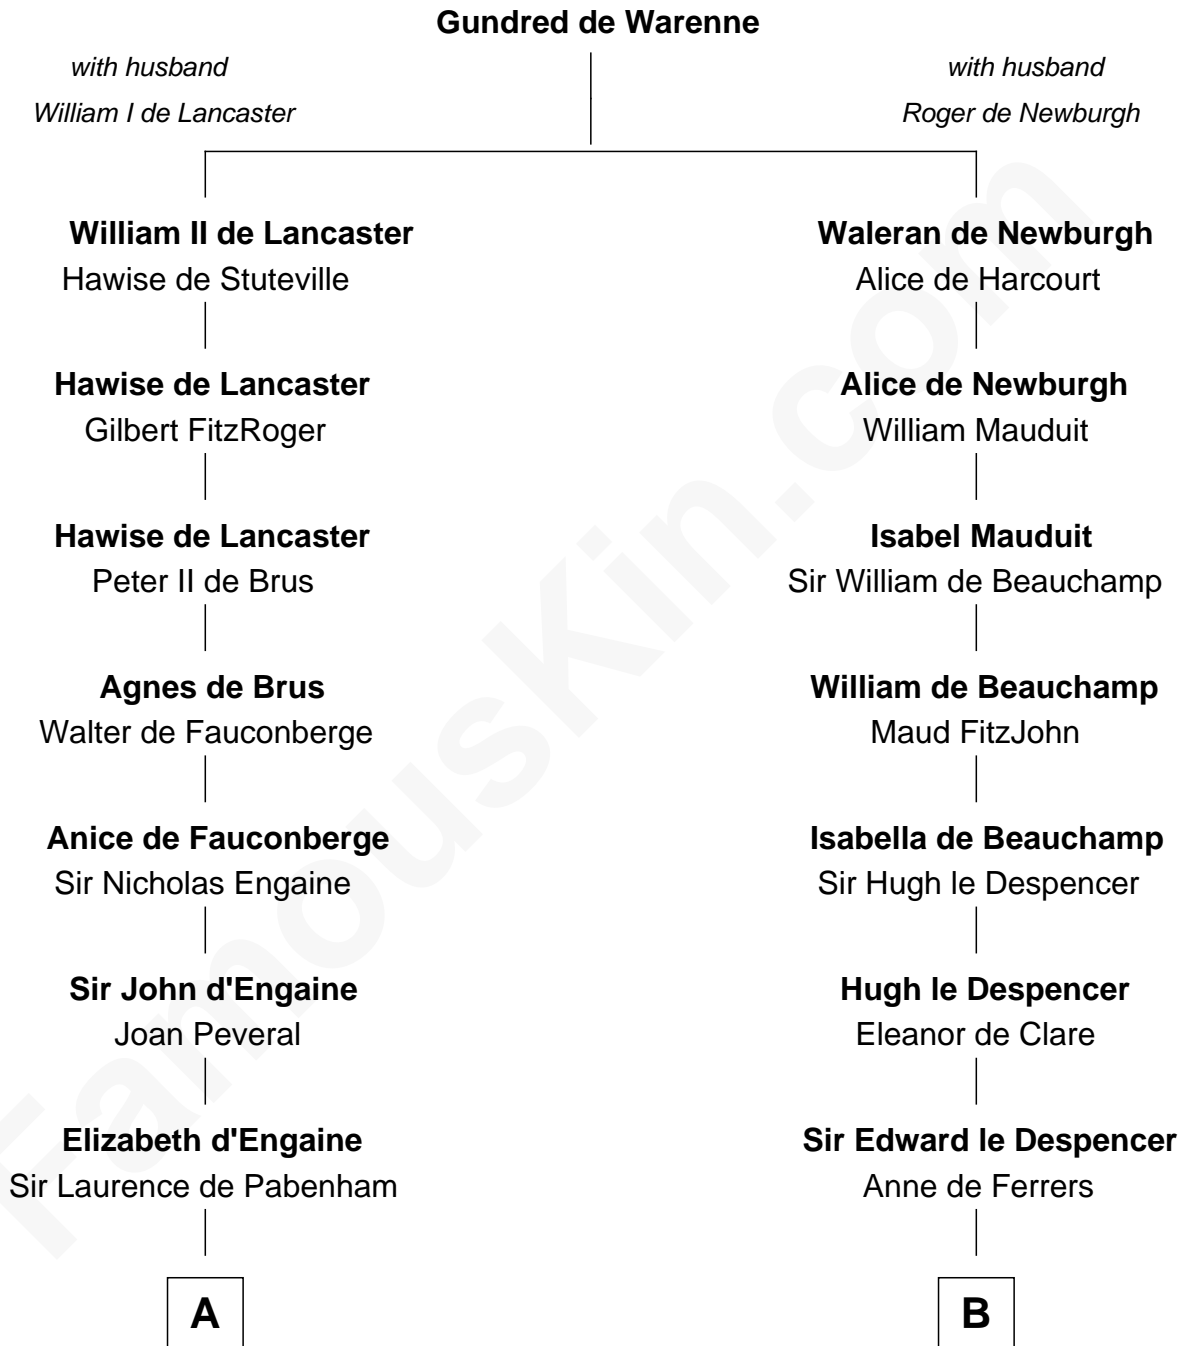 Gundred de Warenne
with husband
William I de Lancaster
with husband
Roger de Newburgh
William II de Lancaster
Hawise de Stuteville
Hawise de Lancaster
Gilbert FitzRoger
Hawise de Lancaster
Peter II de Brus
Agnes de Brus
Walter de Fauconberge
Anice de Fauconberge
Sir Nicholas Engaine
Sir John d'Engaine
Joan Peveral
Elizabeth d'Engaine
Sir Laurence de Pabenham
A
Waleran de Newburgh
Alice de Harcourt
Alice de Newburgh
William Mauduit
Isabel Mauduit
Sir William de Beauchamp
William de Beauchamp
Maud FitzJohn
Isabella de Beauchamp
Sir Hugh le Despencer
Hugh le Despencer
Eleanor de Clare
Sir Edward le Despencer
Anne de Ferrers
B
FamousKin.com